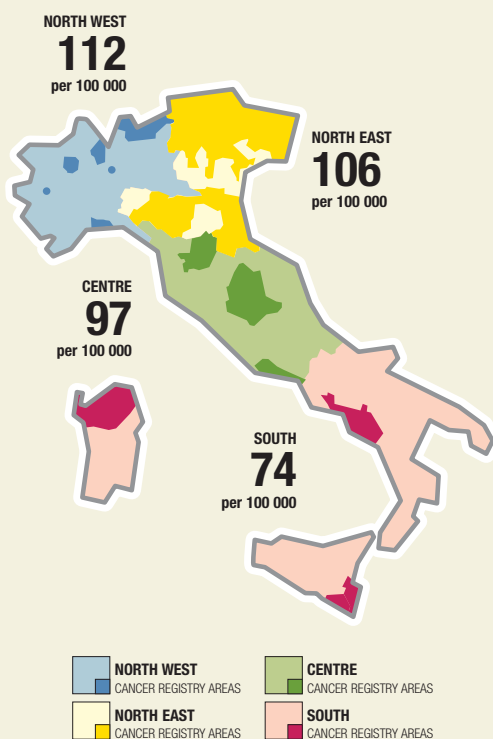 NORTH WEST
112
per 100 000
NORTH EAST
106
per 100 000
CENTRE
97
per 100 000
SOUTH
74
per 100 000
NORTH WEST
CANCER REGISTRY AREAS
CENTRE
CANCER REGISTRY AREAS
NORTH EAST
CANCER REGISTRY AREAS
SOUTH
CANCER REGISTRY AREAS